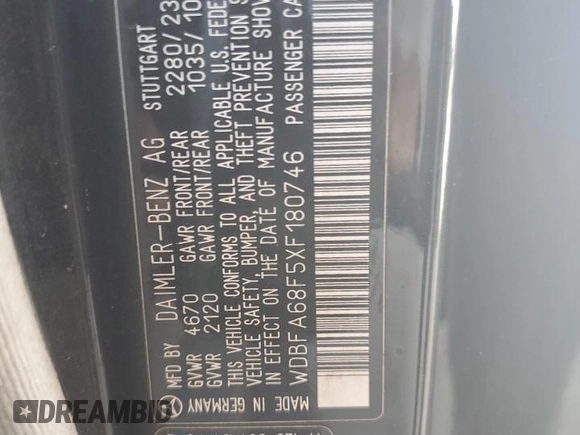 MFD BY DAIMLER-BENZ AG STUTTGART
GVWR 4670 GAWR FRONT/REAR 2280/23
GVWR 2120 GAWR FRONT/REAR 1035/10
THIS VEHICLE CONFORMS TO ALL APPLICABLE U.S. FEDE
VEHICLE SAFETY, BUMPER, AND THEFT PREVENTION S
IN EFFECT ON THE DATE OF MANUFACTURE SHOW
WDBFA68F5XF180746 PASSENGER CA
MADE IN GERMANY
DREAMBID